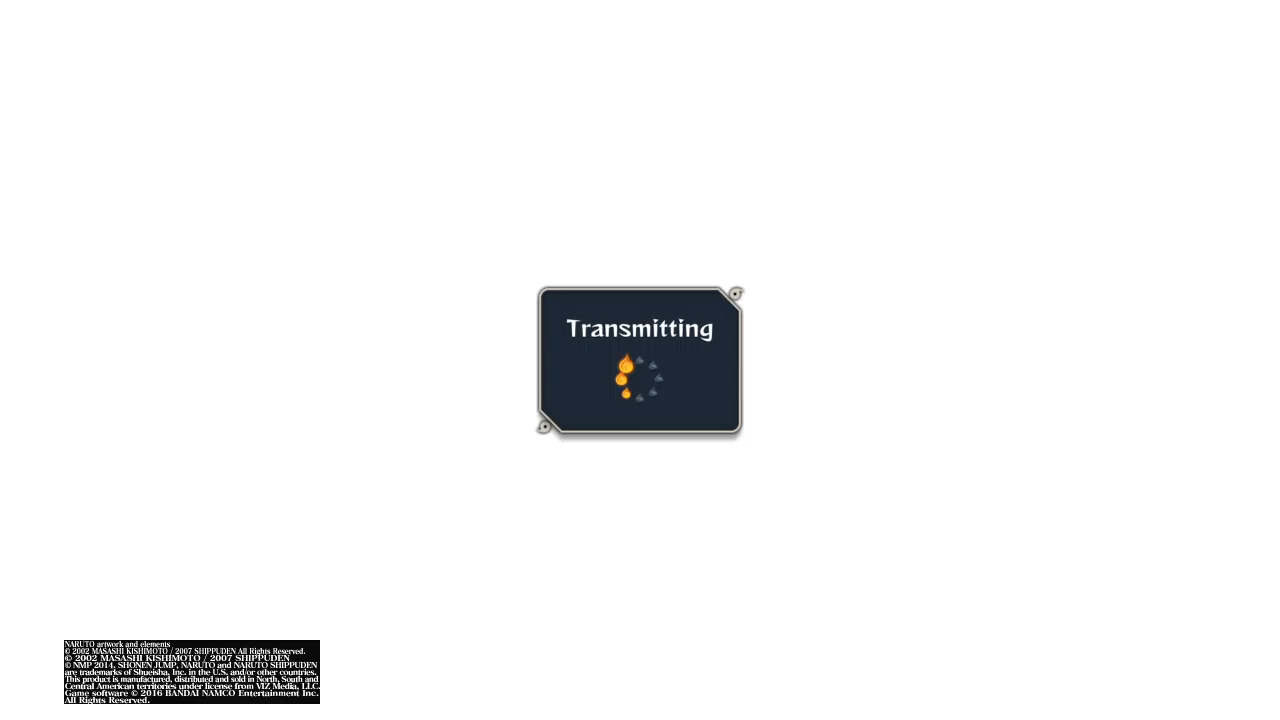 Transmitting
NARUTO artwork and elements
© 2002 MASASHI KISHIMOTO / 2007 SHIPPUDEN All Rights Reserved.
© 2002 MASASHI KISHIMOTO / 2007 SHIPPUDEN
© NMP 2014, SHONEN JUMP, NARUTO and NARUTO SHIPPUDEN
are trademarks of Shueisha, Inc. in the U.S. and/or other countries.
This product is manufactured, distributed and sold in North, South and
Central American territories under license from VIZ Media, LLC.
Game software © 2016 BANDAI NAMCO Entertainment Inc.
All Rights Reserved.